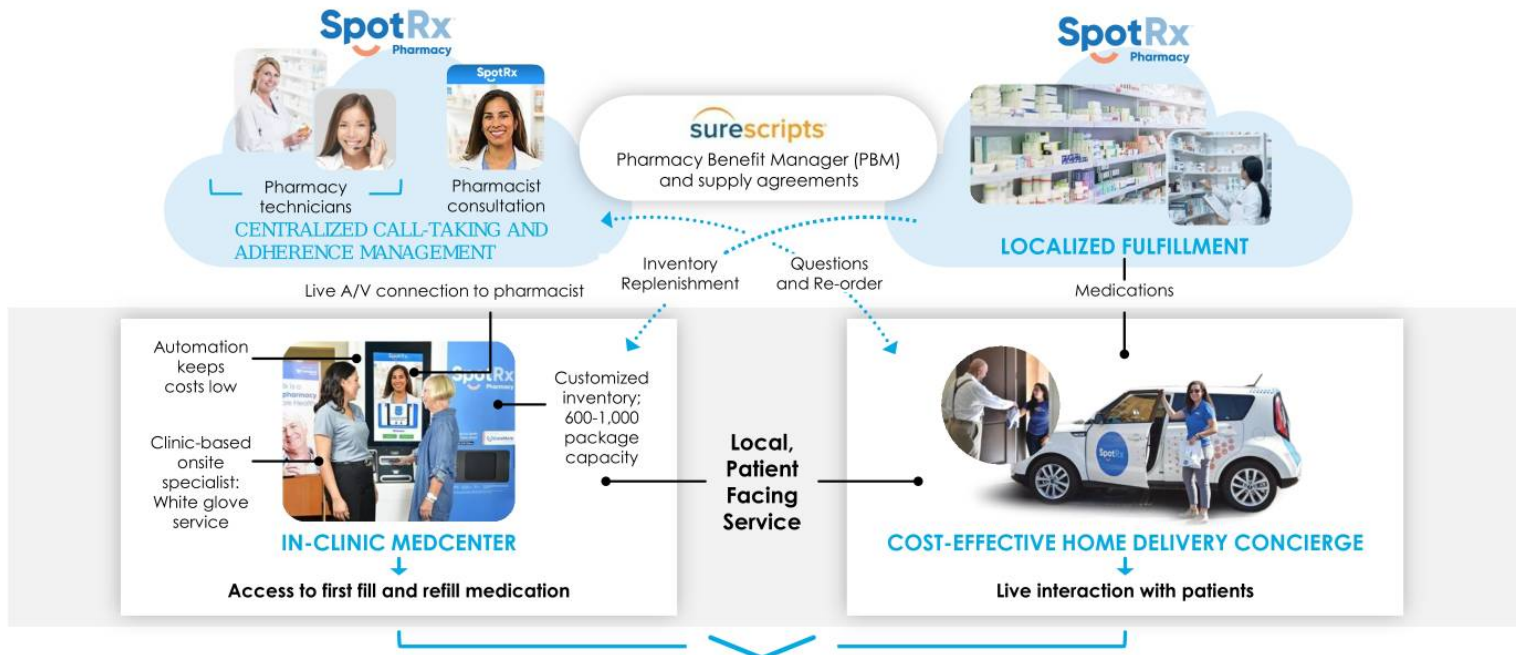 SpotRx
Pharmacy
SpotRx
Pharmacy
SpotRx
surescripts
Pharmacy Benefit Manager (PBM)
and supply agreements
Pharmacy
technicians
Pharmacist
consultation
CENTRALIZED CALL-TAKING AND
ADHERENCE MANAGEMENT
LOCALIZED FULFILLMENT
Inventory
Replenishment
Questions
and Re-order
Live A/V connection to pharmacist
Medications
Automation
keeps
costs low
Clinic-based
onsite
specialist:
White glove
service
SpotRx
SpotRx
Pharmacy
pharmacy
Customized
inventory;
600-1,000
package
capacity
Local,
Patient
Facing
Service
SpotRx
IN-CLINIC MEDCENTER
Access to first fill and refill medication
COST-EFFECTIVE HOME DELIVERY CONCIERGE
Live interaction with patients